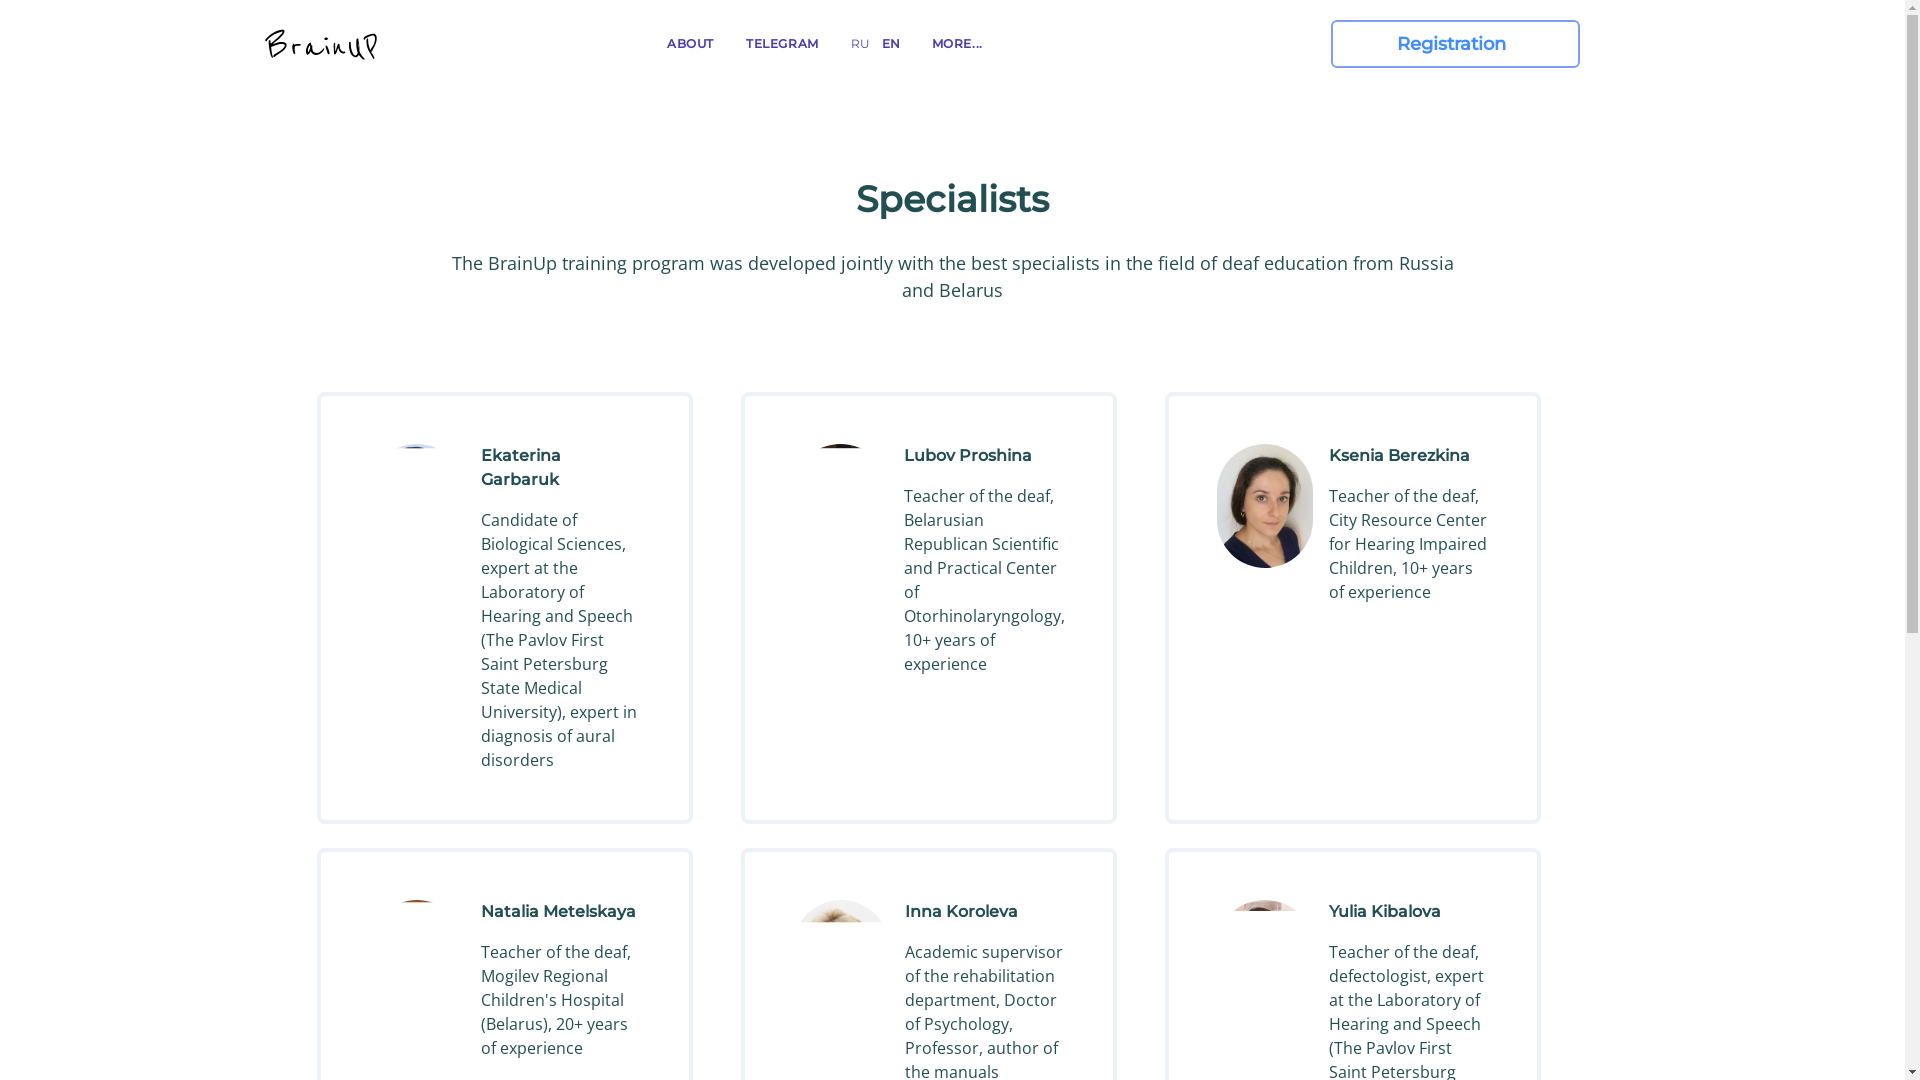 BrainUP
ABOUT TELEGRAM RU EN MORE...
Registration
Specialists
The BrainUp training program was developed jointly with the best specialists in the field of deaf education from Russia
and Belarus
Ekaterina
Garbaruk
Candidate of
Biological Sciences,
expert at the
Laboratory of
Hearing and Speech
(The Pavlov First
Saint Petersburg
State Medical
University), expert in
diagnosis of aural
disorders
Lubov Proshina
Teacher of the deaf,
Belarusian
Republican Scientific
and Practical Center
of
Otorhinolaryngology,
10+ years of
experience
Ksenia Berezkina
Teacher of the deaf,
City Resource Center
for Hearing Impaired
Children, 10+ years
of experience
Natalia Metelskaya
Teacher of the deaf,
Mogilev Regional
Children's Hospital
(Belarus), 20+ years
of experience
Inna Koroleva
Academic supervisor
of the rehabilitation
department, Doctor
of Psychology,
Professor, author of
the manuals
Yulia Kibalova
Teacher of the deaf,
defectologist, expert
at the Laboratory of
Hearing and Speech
(The Pavlov First
Saint Petersburg